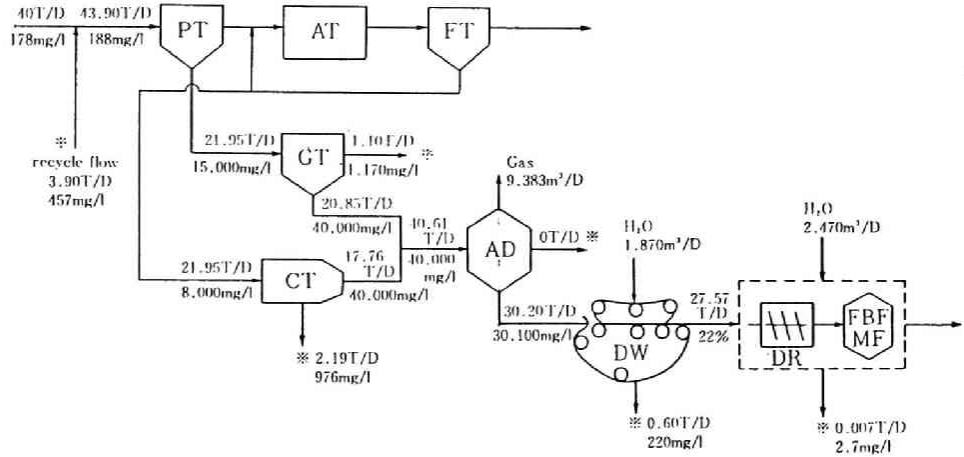 40T/D
178mg/l
43.90T/D
188mg/l
PT
AT
FT
※
recycle flow
3.90T/D
457mg/l
21.95T/D
15,000mg/l
GT
1.10T/D
※
1.170mg/l
20.85T/D
40,000mg/l
21.95T/D
8,000mg/l
CT
17.76
T/D
40.000mg/l
※ 2.19T/D
976mg/l
40.61
T/D
40,000
mg/l
Gas
9.383m³/D
AD
0T/D ※
30.20T/D
30.100mg/l
H₂O
1.870m³/D
DW
※ 0.60T/D
220mg/l
27.57
T/D
22%
H₂O
2.470m³/D
DR
FBF
MF
※ 0.007T/D
2.7mg/l